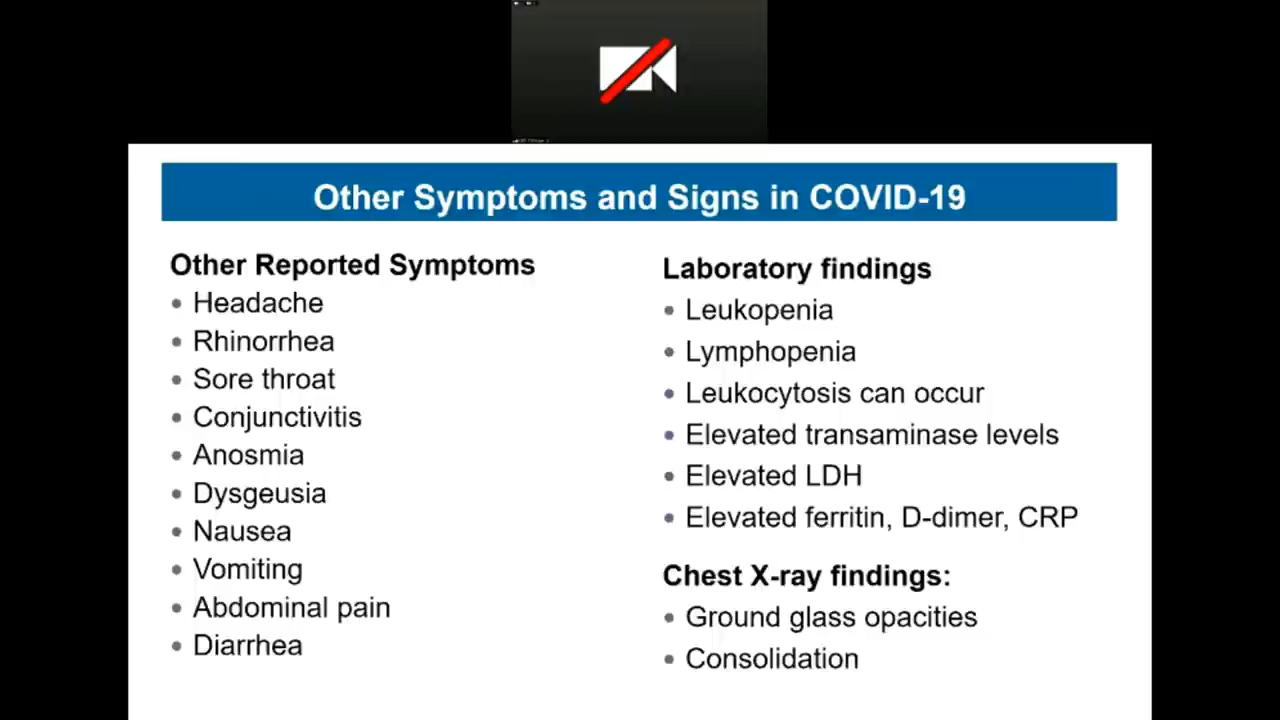 Other Symptoms and Signs in COVID-19
Other Reported Symptoms
• Headache
• Rhinorrhea
• Sore throat
• Conjunctivitis
• Anosmia
• Dysgeusia
• Nausea
• Vomiting
• Abdominal pain
• Diarrhea
Laboratory findings
• Leukopenia
• Lymphopenia
• Leukocytosis can occur
• Elevated transaminase levels
• Elevated LDH
• Elevated ferritin, D-dimer, CRP
Chest X-ray findings:
• Ground glass opacities
• Consolidation